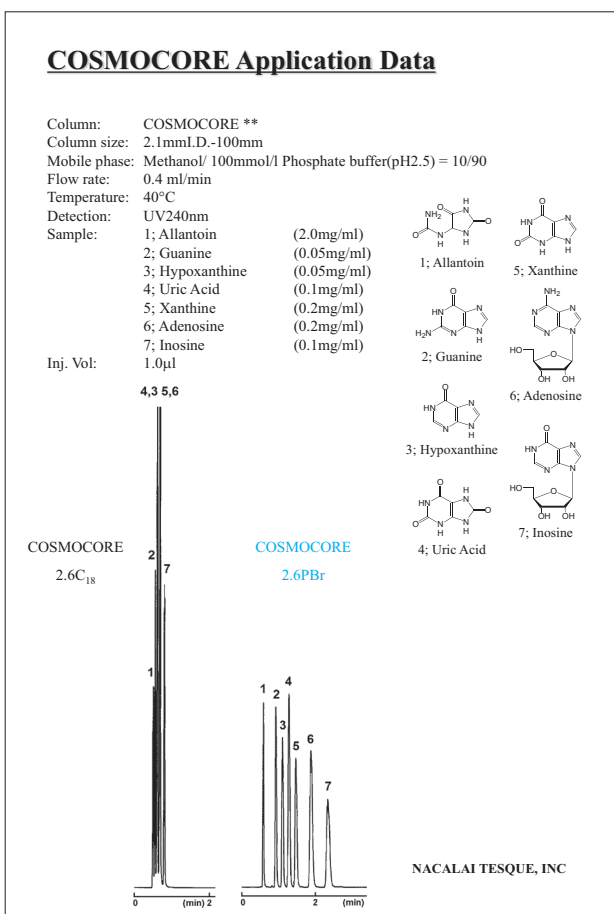 COSMOCORE Application Data
Column: COSMOCORE **
Column size: 2.1mmI.D.-100mm
Mobile phase: Methanol/ 100mmol/l Phosphate buffer(pH2.5) = 10/90
Flow rate: 0.4 ml/min
Temperature: 40°C
Detection: UV240nm
Sample: 1; Allantoin (2.0mg/ml)
2; Guanine (0.05mg/ml)
3; Hypoxanthine (0.05mg/ml)
4; Uric Acid (0.1mg/ml)
5; Xanthine (0.2mg/ml)
6; Adenosine (0.2mg/ml)
7; Inosine (0.1mg/ml)
Inj. Vol: 1.0µl
1; Allantoin
5; Xanthine
2; Guanine
6; Adenosine
3; Hypoxanthine
4; Uric Acid
7; Inosine
4,3 5,6
2
7
1
COSMOCORE
2.6C₁₈
COSMOCORE
2.6PBr
1 2 3 4 5 6 7
0 (min) 2
0 2 (min)
NACALAI TESQUE, INC